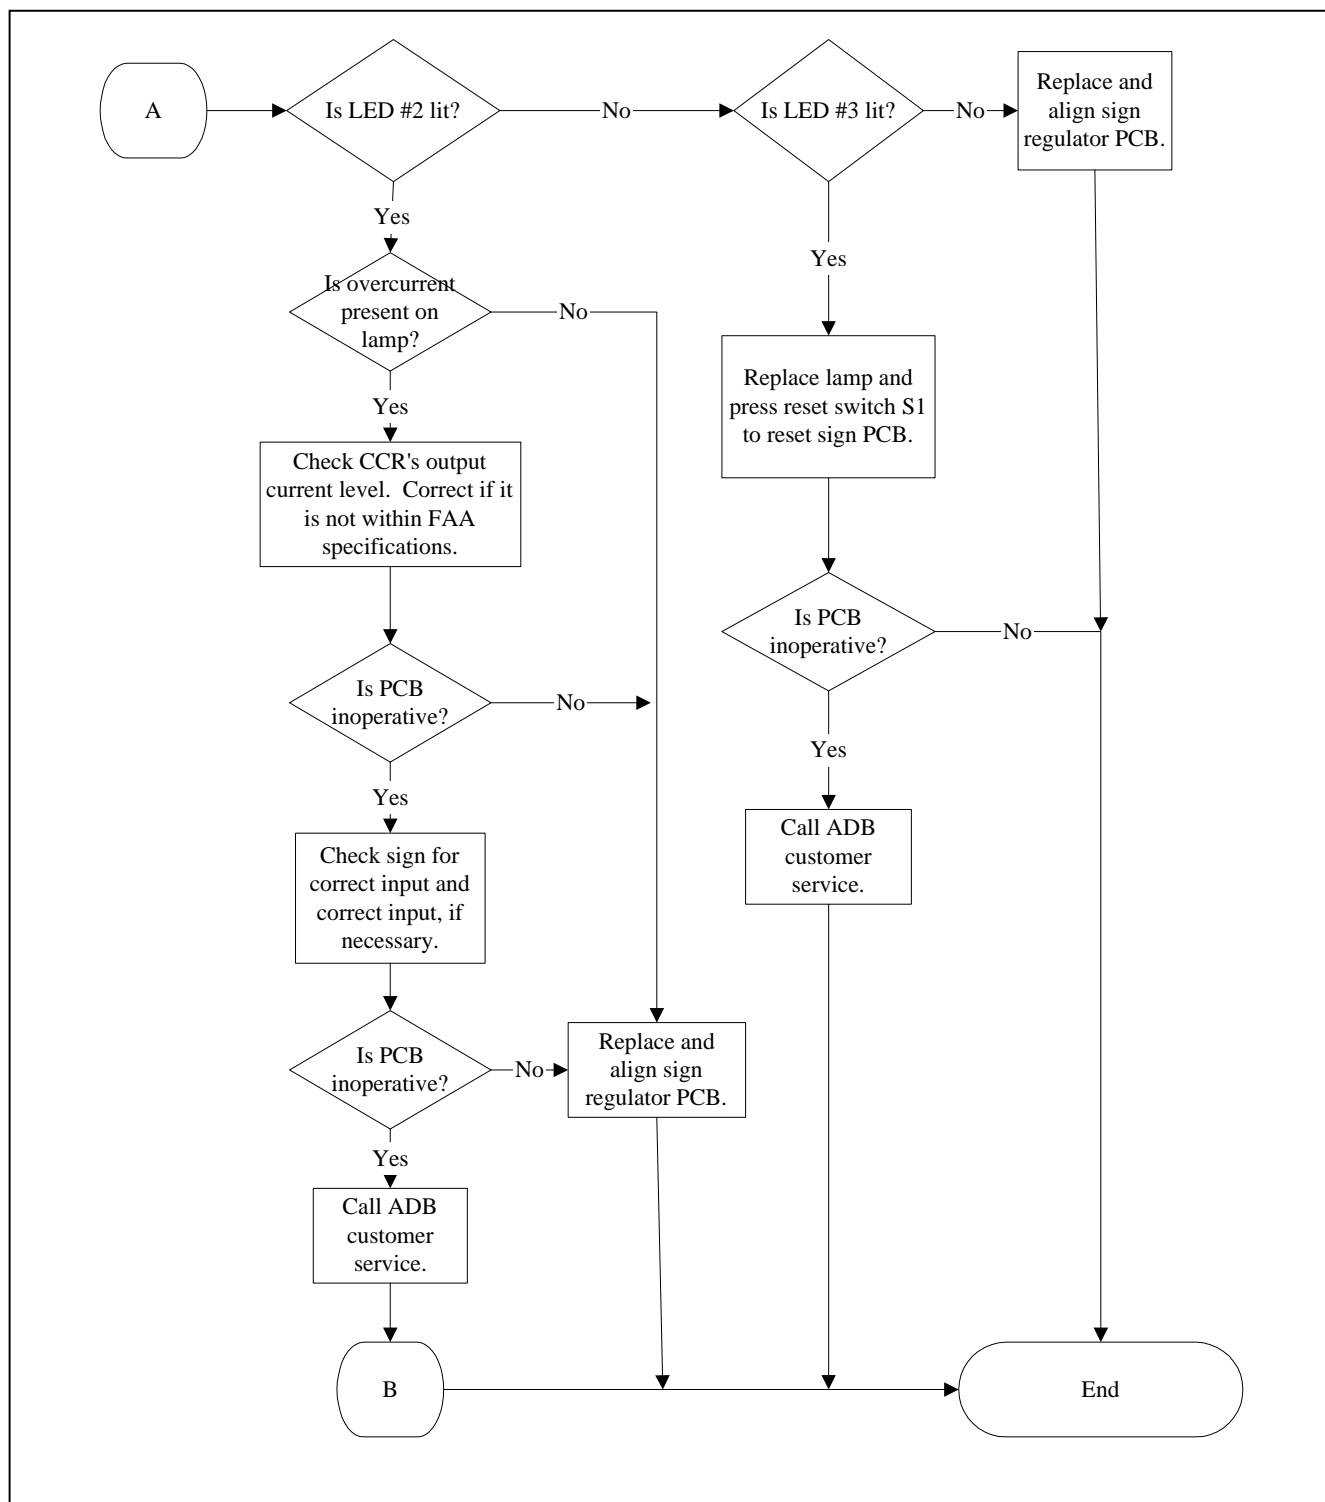 A
Is LED #2 lit?
No
Is LED #3 lit?
No
Replace and
align sign
regulator PCB.
Yes
Is overcurrent
present on
lamp?
No
Yes
Check CCR's output
current level.  Correct if it
is not within FAA
specifications.
Is PCB
inoperative?
No
Yes
Check sign for
correct input and
correct input, if
necessary.
Is PCB
inoperative?
No
Replace and
align sign
regulator PCB.
Yes
Call ADB
customer
service.
B
Yes
Replace lamp and
press reset switch S1
to reset sign PCB.
Is PCB
inoperative?
No
Yes
Call ADB
customer
service.
End